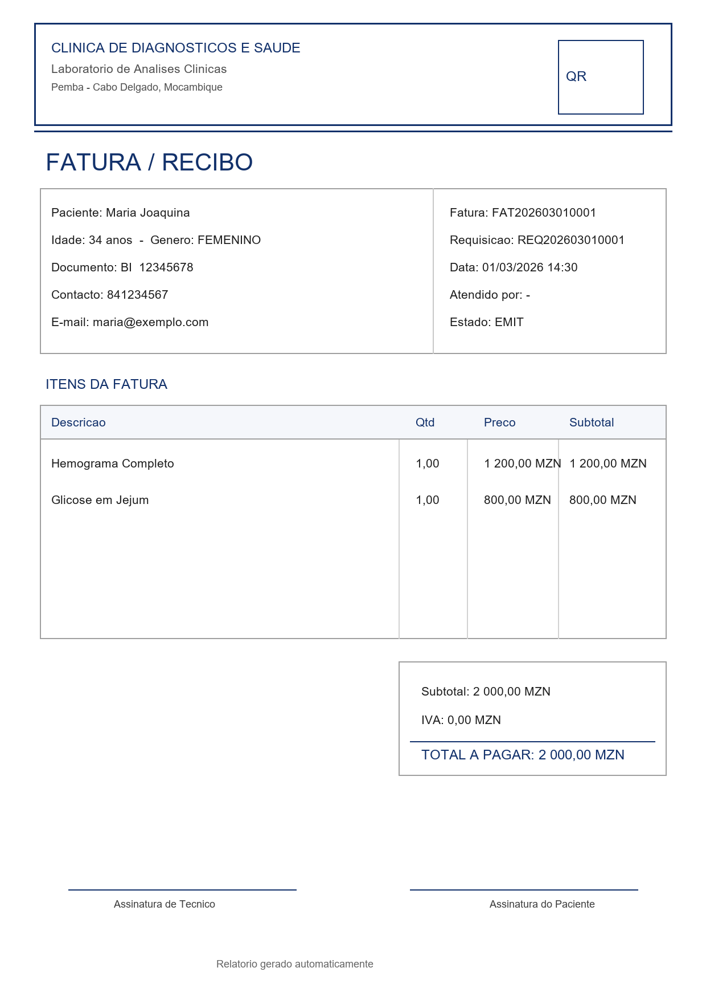 CLINICA DE DIAGNOSTICOS E SAUDE
Laboratorio de Analises Clinicas
Pemba - Cabo Delgado, Mocambique
QR
FATURA / RECIBO
Paciente: Maria Joaquina
Idade: 34 anos  -  Genero: FEMENINO
Documento: BI  12345678
Contacto: 841234567
E-mail: maria@exemplo.com
Fatura: FAT202603010001
Requisicao: REQ202603010001
Data: 01/03/2026 14:30
Atendido por: -
Estado: EMIT
ITENS DA FATURA
Descricao Qtd Preco Subtotal
Hemograma Completo 1,00 1 200,00 MZN 1 200,00 MZN
Glicose em Jejum 1,00 800,00 MZN 800,00 MZN
Subtotal: 2 000,00 MZN
IVA: 0,00 MZN
TOTAL A PAGAR: 2 000,00 MZN
Assinatura de Tecnico Assinatura do Paciente
Relatorio gerado automaticamente